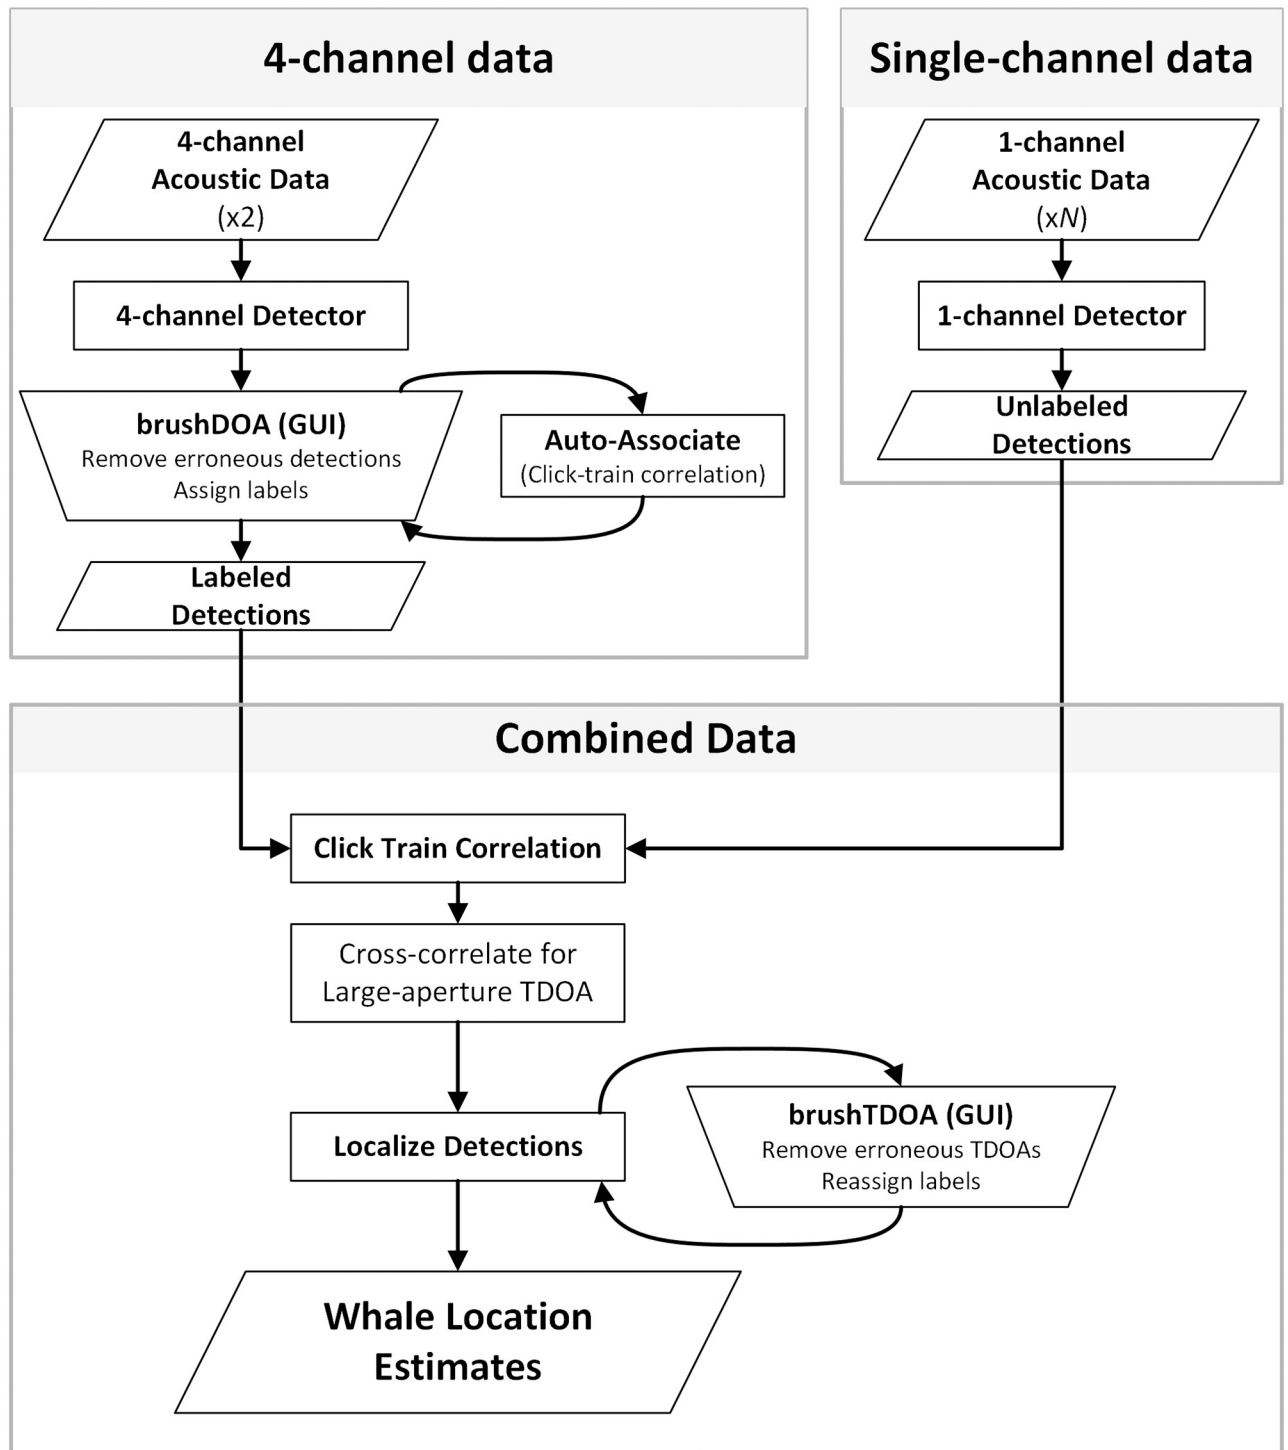 4-channel data
4-channel
Acoustic Data
(x2)
4-channel Detector
brushDOA (GUI)
Remove erroneous detections
Assign labels
Auto-Associate
(Click-train correlation)
Labeled
Detections
Single-channel data
1-channel
Acoustic Data
(xN)
1-channel Detector
Unlabeled
Detections
Combined Data
Click Train Correlation
Cross-correlate for
Large-aperture TDOA
Localize Detections
brushTDOA (GUI)
Remove erroneous TDOAs
Reassign labels
Whale Location
Estimates